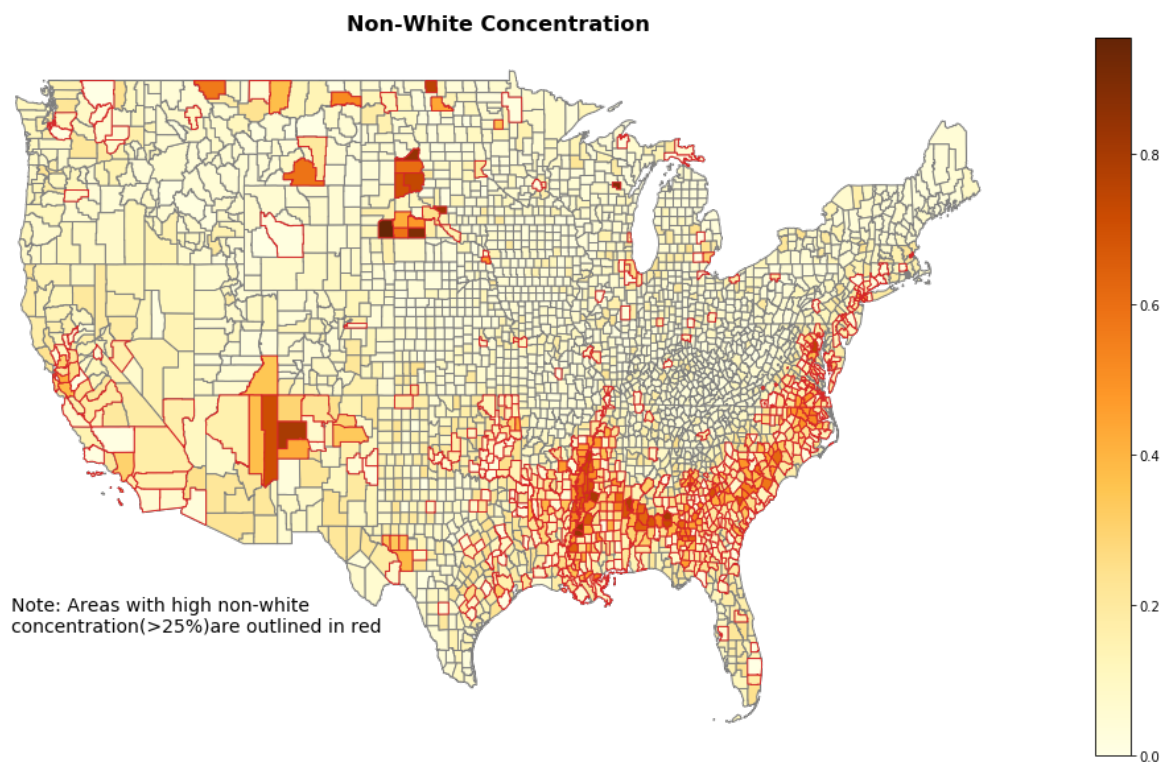 Non-White Concentration
0.8
0.6
0.4
0.2
0.0
Note: Areas with high non-white
concentration(>25%)are outlined in red